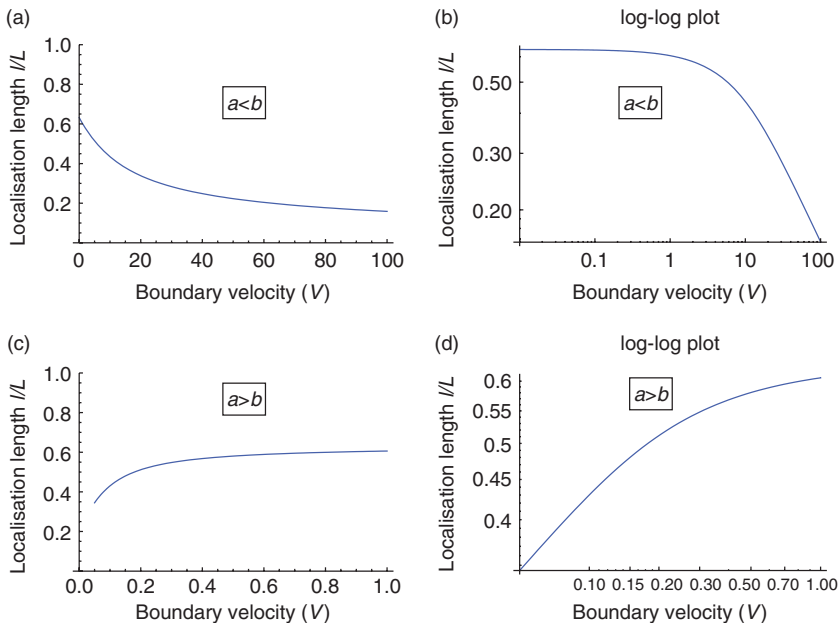 (a)
1.0
0.8
0.6
0.4
0.2
0 20 40 60 80 100
Localisation length l/L
Boundary velocity (V)
a<b
(b)
log-log plot
0.50
0.30
0.20
0.1 1 10 100
Localisation length l/L
Boundary velocity (V)
a<b
(c)
1.0
0.8
0.6
0.4
0.2
0.0 0.2 0.4 0.6 0.8 1.0
Localisation length l/L
Boundary velocity (V)
a>b
(d)
log-log plot
0.6
0.55
0.5
0.45
0.4
0.10 0.15 0.20 0.30 0.50 0.70 1.00
Localisation length l/L
Boundary velocity (V)
a>b